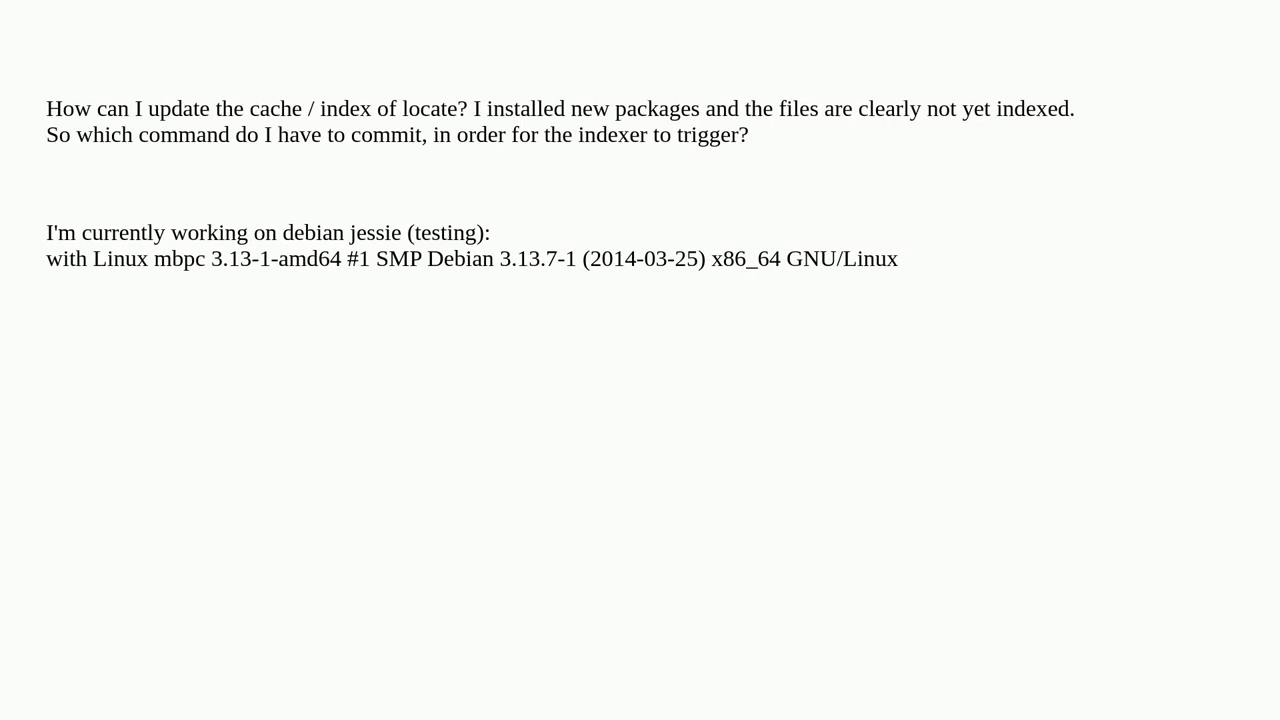 How can I update the cache / index of locate? I installed new packages and the files are clearly not yet indexed.
So which command do I have to commit, in order for the indexer to trigger?
I'm currently working on debian jessie (testing):
with Linux mbpc 3.13-1-amd64 #1 SMP Debian 3.13.7-1 (2014-03-25) x86_64 GNU/Linux